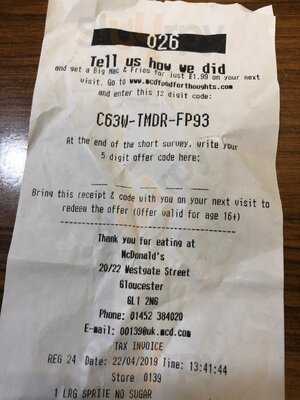 026
Tell us how we did
and get a Big Mac & Fries for just £1.99 on your next
visit. Go to www.mcdfoodforthoughts.com
and enter this 12 digit code:
C63W-TMDR-FP93
At the end of the short survey, write your
5 digit offer code here:
Bring this receipt & code with you on your next visit to
redeem the offer (Offer valid for age 16+)
Thank you for eating at
McDonald's
20/22 Westgate Street
Gloucester
GL1 2NG
Phone: 01452 384020
E-mail: 00139@uk.mcd.com
TAX INVOICE
REG 24 Date: 22/04/2019 Time: 13:41:44
Store 0139
1 LRG SPRITE NO SUGAR